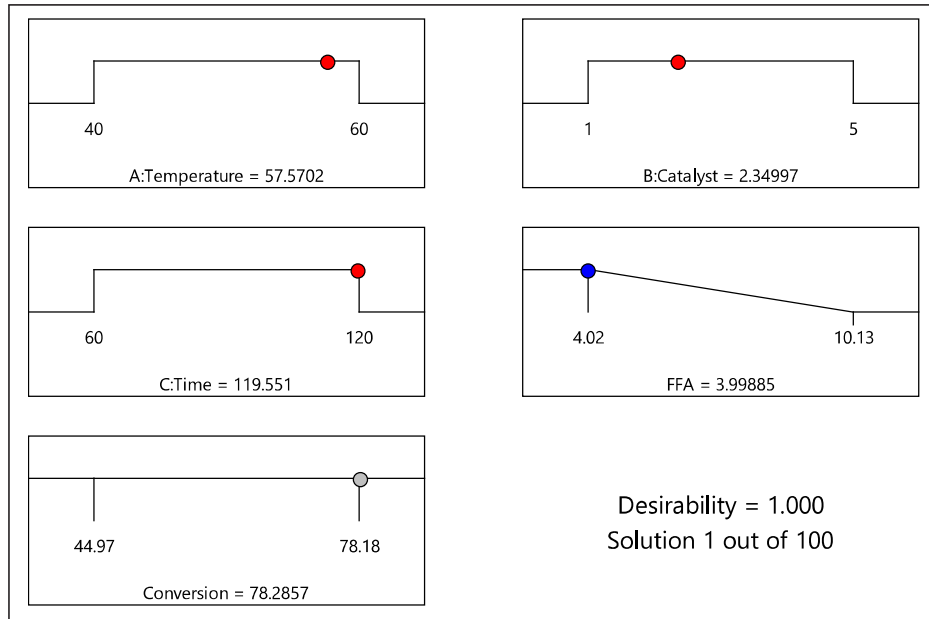 40 60
A:Temperature = 57.5702
1 5
B:Catalyst = 2.34997
60 120
C:Time = 119.551
4.02 10.13
FFA = 3.99885
44.97 78.18
Conversion = 78.2857
Desirability = 1.000
Solution 1 out of 100